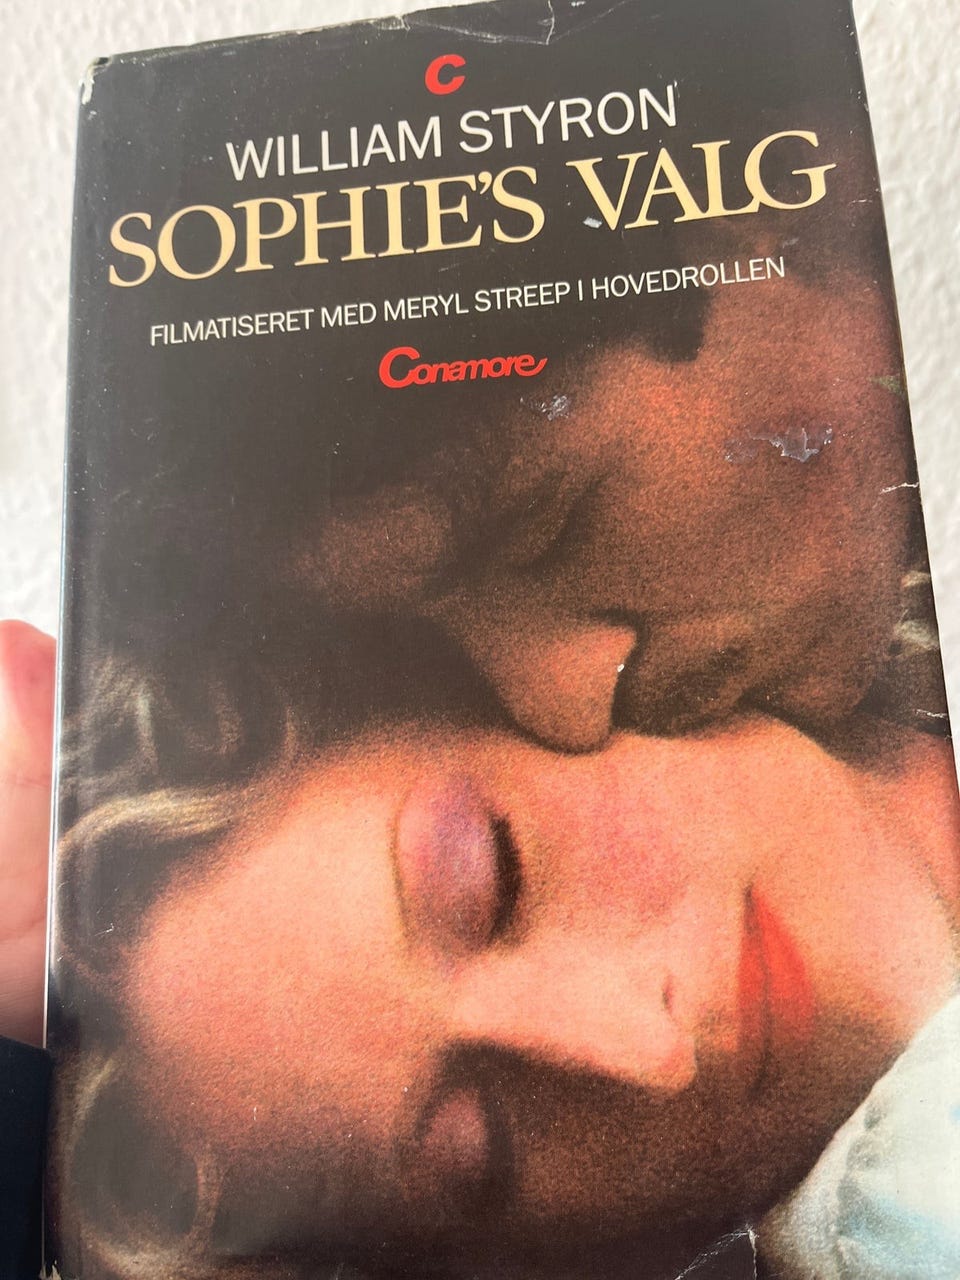 C
WILLIAM STYRON
SOPHIE'S VALG
FILMATISERET MED MERYL STREEP I HOVEDROLLEN
Conamore